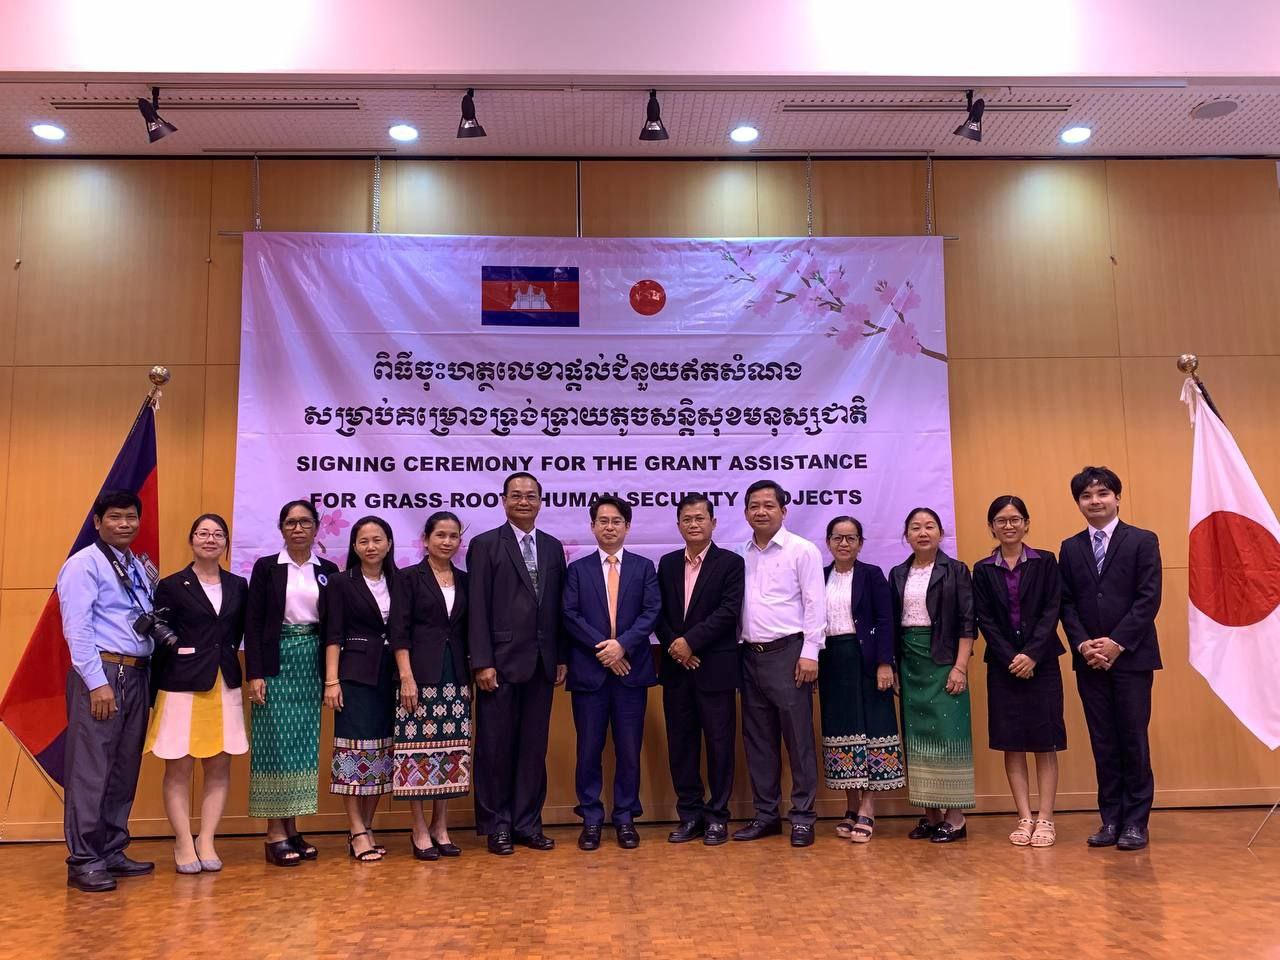 ពិធីចុះហត្ថលេខាផ្តល់ជំនួយឥតសំណង
សម្រាប់គម្រោងទ្រង់ទ្រាយតូចសន្តិសុខមនុស្សជាតិ
SIGNING CEREMONY FOR THE GRANT ASSISTANCE
FOR GRASS-ROOTS HUMAN SECURITY PROJECTS